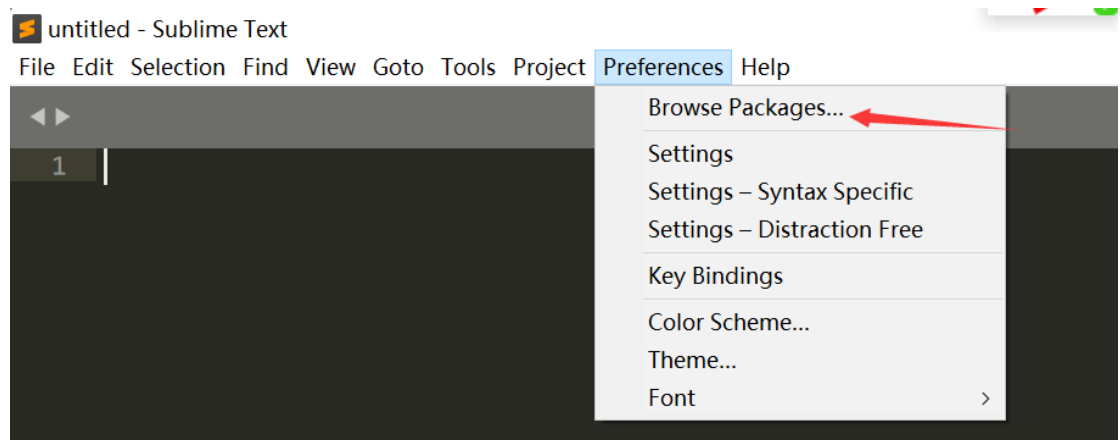 untitled - Sublime Text
File Edit Selection Find View Goto Tools Project Preferences Help
Browse Packages...
1
Settings
Settings – Syntax Specific
Settings – Distraction Free
Key Bindings
Color Scheme...
Theme...
Font